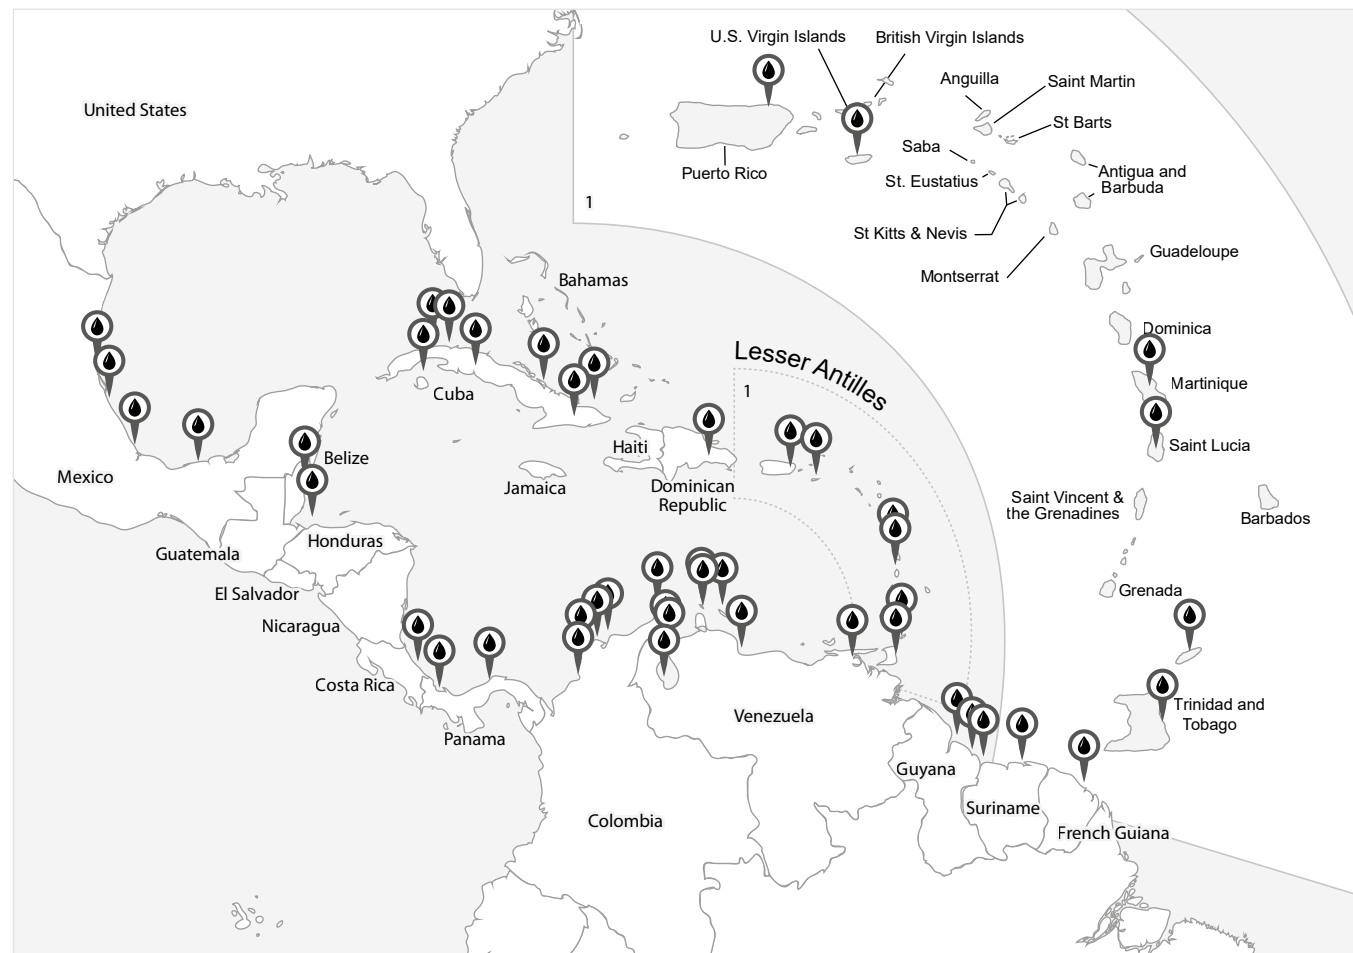 U.S. Virgin Islands
British Virgin Islands
Anguilla
Saint Martin
United States
St Barts
Saba
Puerto Rico
St. Eustatius
Antigua and
Barbuda
1
St Kitts & Nevis
Guadeloupe
Montserrat
Bahamas
Dominica
Lesser Antilles
1
Martinique
Cuba
Haiti
Saint Lucia
Belize
Mexico
Jamaica
Dominican
Republic
Saint Vincent &
the Grenadines
Barbados
Honduras
Guatemala
El Salvador
Grenada
Nicaragua
Costa Rica
Trinidad and
Tobago
Venezuela
Panama
Guyana
Suriname
Colombia
French Guiana